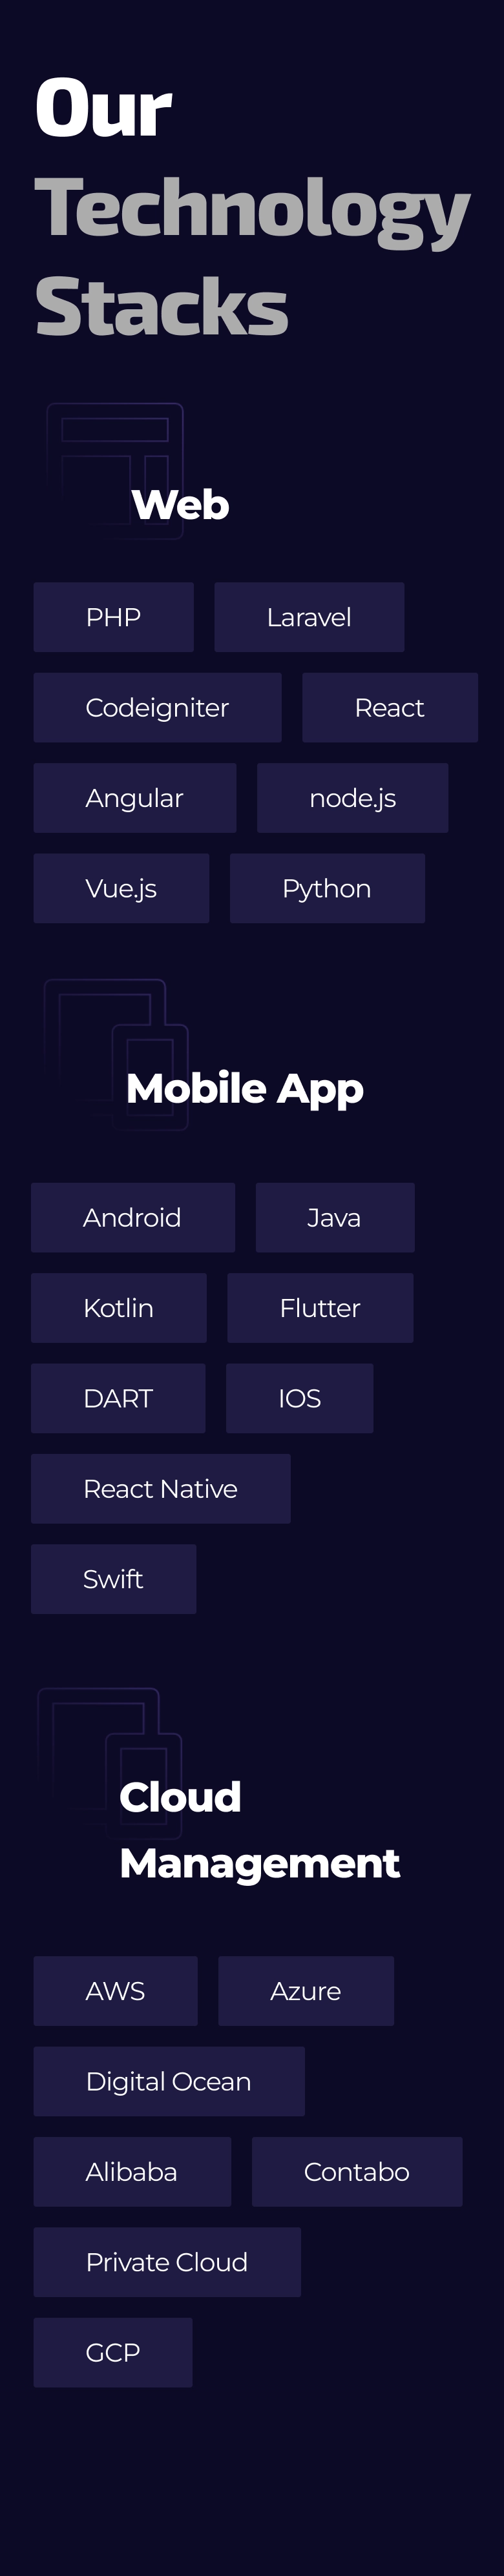 Our
Technology
Stacks
Web
PHP Laravel
Codeigniter React
Angular node.js
Vue.js Python
Mobile App
Android Java
Kotlin Flutter
DART IOS
React Native
Swift
Cloud
Management
AWS Azure
Digital Ocean
Alibaba Contabo
Private Cloud
GCP